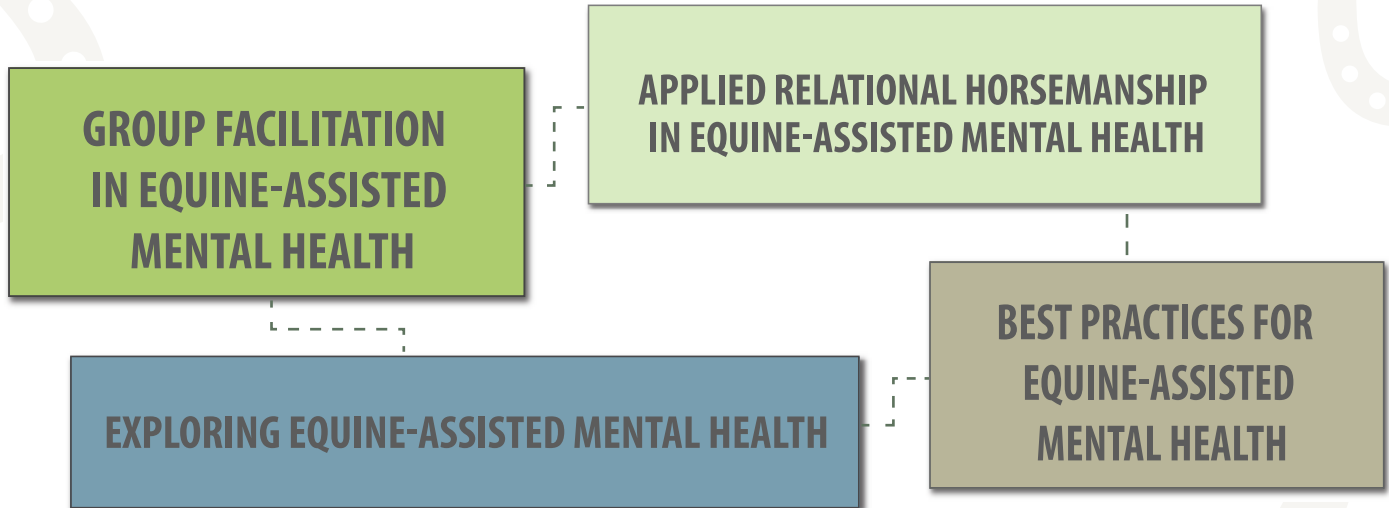 GROUP FACILITATION
IN EQUINE-ASSISTED
MENTAL HEALTH
APPLIED RELATIONAL HORSEMANSHIP
IN EQUINE-ASSISTED MENTAL HEALTH
BEST PRACTICES FOR
EQUINE-ASSISTED
MENTAL HEALTH
EXPLORING EQUINE-ASSISTED MENTAL HEALTH